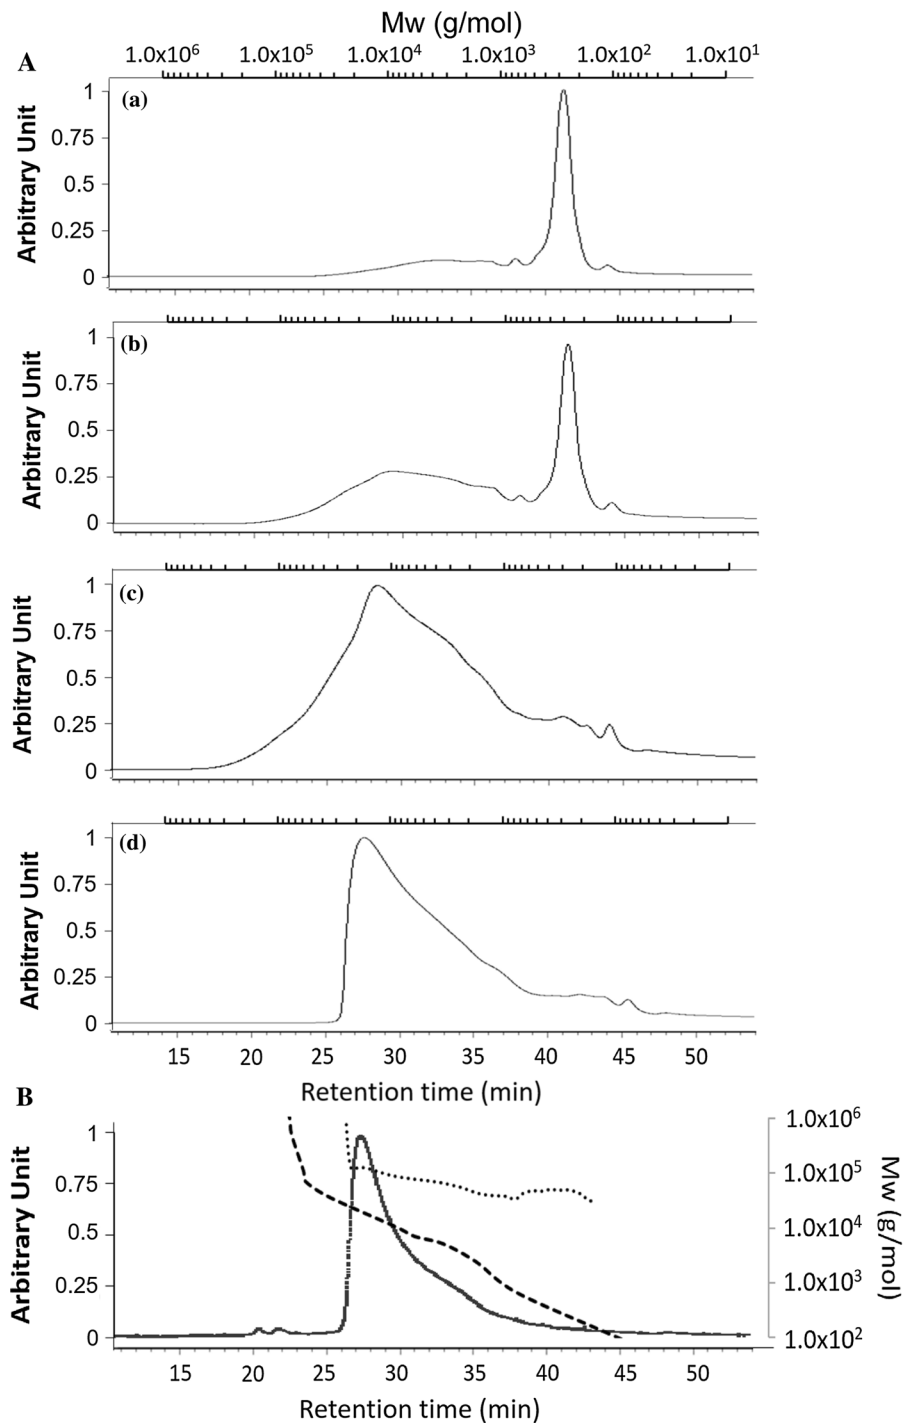 Mw (g/mol)
A
1.0x10⁶ 1.0x10⁵ 1.0x10⁴ 1.0x10³ 1.0x10² 1.0x10¹
(a)
Arbitrary Unit
1
0.75
0.5
0.25
0
(b)
Arbitrary Unit
1
0.75
0.5
0.25
0
(c)
Arbitrary Unit
1
0.75
0.5
0.25
0
(d)
Arbitrary Unit
1
0.75
0.5
0.25
0
15 20 25 30 35 40 45 50
Retention time (min)
B
Arbitrary Unit
1
0.75
0.5
0.25
0
1.0x10⁶
1.0x10⁵
1.0x10⁴
1.0x10³
1.0x10²
Mw (g/mol)
15 20 25 30 35 40 45 50
Retention time (min)